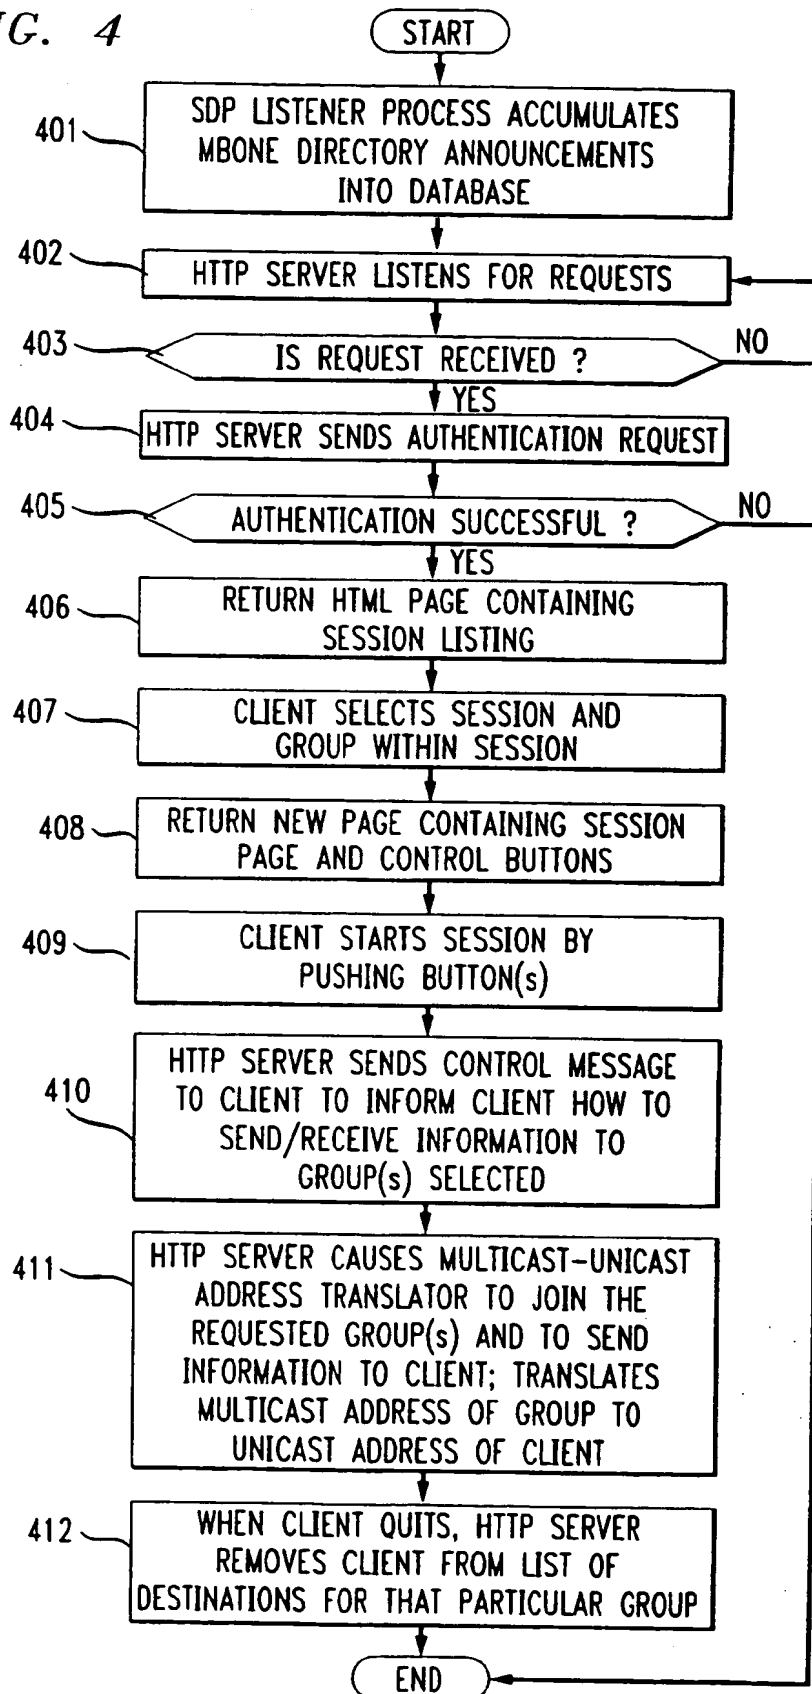 FIG. 4
START
401
SDP LISTENER PROCESS ACCUMULATES
MBONE DIRECTORY ANNOUNCEMENTS
INTO DATABASE
402
HTTP SERVER LISTENS FOR REQUESTS
403
IS REQUEST RECEIVED ?
NO
YES
404
HTTP SERVER SENDS AUTHENTICATION REQUEST
405
AUTHENTICATION SUCCESSFUL ?
NO
YES
406
RETURN HTML PAGE CONTAINING
SESSION LISTING
407
CLIENT SELECTS SESSION AND
GROUP WITHIN SESSION
408
RETURN NEW PAGE CONTAINING SESSION
PAGE AND CONTROL BUTTONS
409
CLIENT STARTS SESSION BY
PUSHING BUTTON(s)
410
HTTP SERVER SENDS CONTROL MESSAGE
TO CLIENT TO INFORM CLIENT HOW TO
SEND/RECEIVE INFORMATION TO
GROUP(s) SELECTED
411
HTTP SERVER CAUSES MULTICAST-UNICAST
ADDRESS TRANSLATOR TO JOIN THE
REQUESTED GROUP(s) AND TO SEND
INFORMATION TO CLIENT; TRANSLATES
MULTICAST ADDRESS OF GROUP TO
UNICAST ADDRESS OF CLIENT
412
WHEN CLIENT QUITS, HTTP SERVER
REMOVES CLIENT FROM LIST OF
DESTINATIONS FOR THAT PARTICULAR GROUP
END